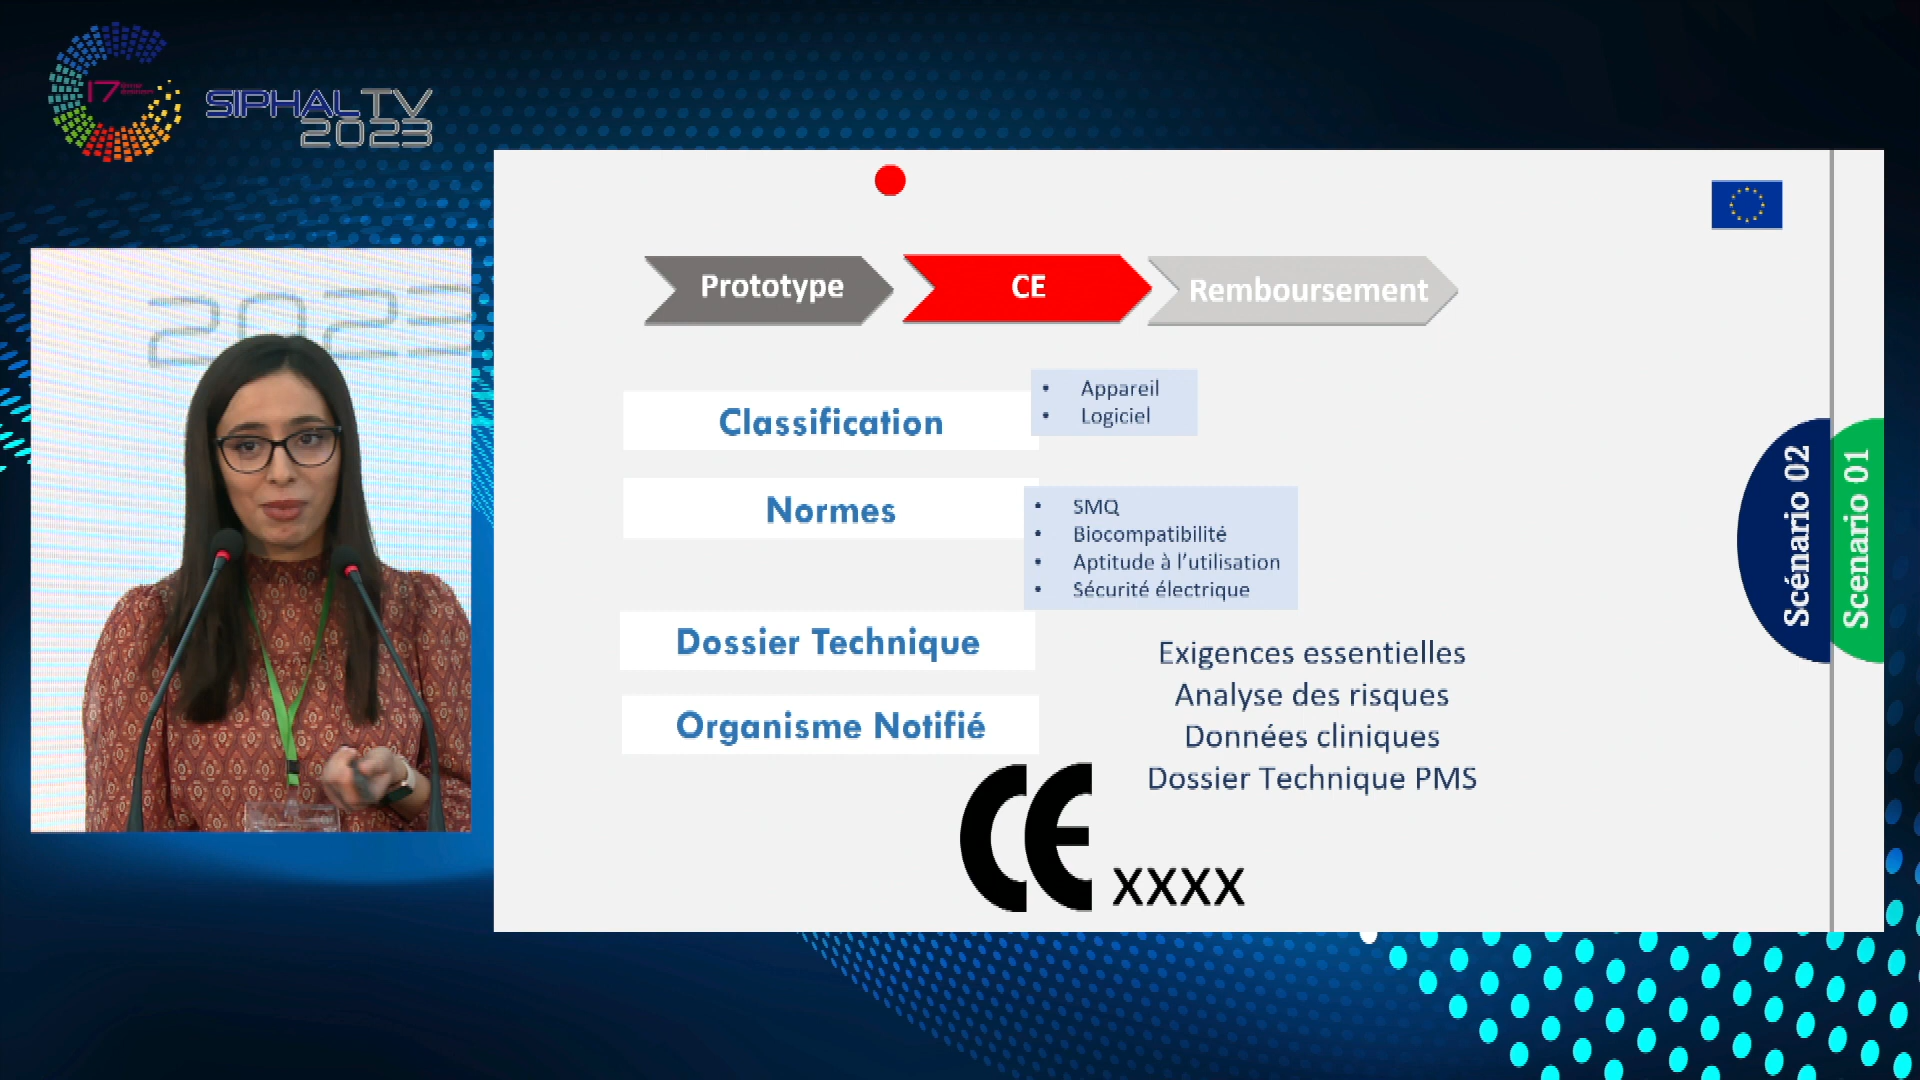 17ème
SIPHAL TV
2023
2023
Prototype
CE
Remboursement
Classification
• Appareil
• Logiciel
Normes
• SMQ
• Biocompatibilité
• Aptitude à l’utilisation
• Sécurité électrique
Dossier Technique
Organisme Notifié
Exigences essentielles
Analyse des risques
Données cliniques
Dossier Technique PMS
CE XXXX
Scénario 02
Scenario 01